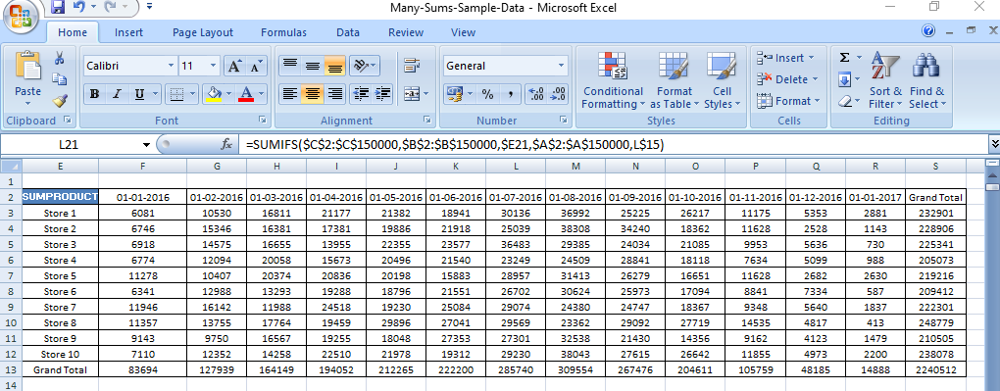 Many-Sums-Sample-Data - Microsoft Excel
Home Insert Page Layout Formulas Data Review View
Paste
Calibri 11 A A
B I U A
General
% ,
Conditional Formatting Format as Table Cell Styles
Insert
Delete
Format
Σ
Sort & Filter Find & Select
Clipboard Font Alignment Number Styles Cells Editing
L21 fx =SUMIFS($C$2:$C$150000,$B$2:$B$150000,$E21,$A$2:$A$150000,L$15)
E F G H I J K L M N O P Q R S
1
2 SUMPRODUCT 01-01-2016 01-02-2016 01-03-2016 01-04-2016 01-05-2016 01-06-2016 01-07-2016 01-08-2016 01-09-2016 01-10-2016 01-11-2016 01-12-2016 01-01-2017 Grand Total
3 Store 1 6081 10530 16811 21177 21382 18941 30136 36992 25225 26217 11175 5353 2881 232901
4 Store 2 6746 15346 16381 17381 19886 21918 25039 38308 34240 18362 11628 2528 1143 228906
5 Store 3 6918 14575 16655 13955 22355 23577 36483 29385 24034 21085 9953 5636 730 225341
6 Store 4 6774 12094 20058 15673 20496 21540 23249 24509 28841 18118 7634 5099 988 205073
7 Store 5 11278 10407 20374 20836 20198 15883 28957 31413 26279 16651 11628 2682 2630 219216
8 Store 6 6341 12988 13293 19288 18796 21551 26702 30624 25973 17094 8841 7334 587 209412
9 Store 7 11946 16142 11988 24518 19230 25084 29074 24380 24747 18367 9348 5640 1837 222301
10 Store 8 11357 13755 17764 19459 29896 27041 29569 23362 29092 27719 14535 4817 413 248779
11 Store 9 9143 9750 16567 19255 18048 27353 27301 32538 21430 14356 9162 4123 1479 210505
12 Store 10 7110 12352 14258 22510 21978 19312 29230 38043 27615 26642 11855 4973 2200 238078
13 Grand Total 83694 127939 164149 194052 212265 222200 285740 309554 267476 204611 105759 48185 14888 2240512
14